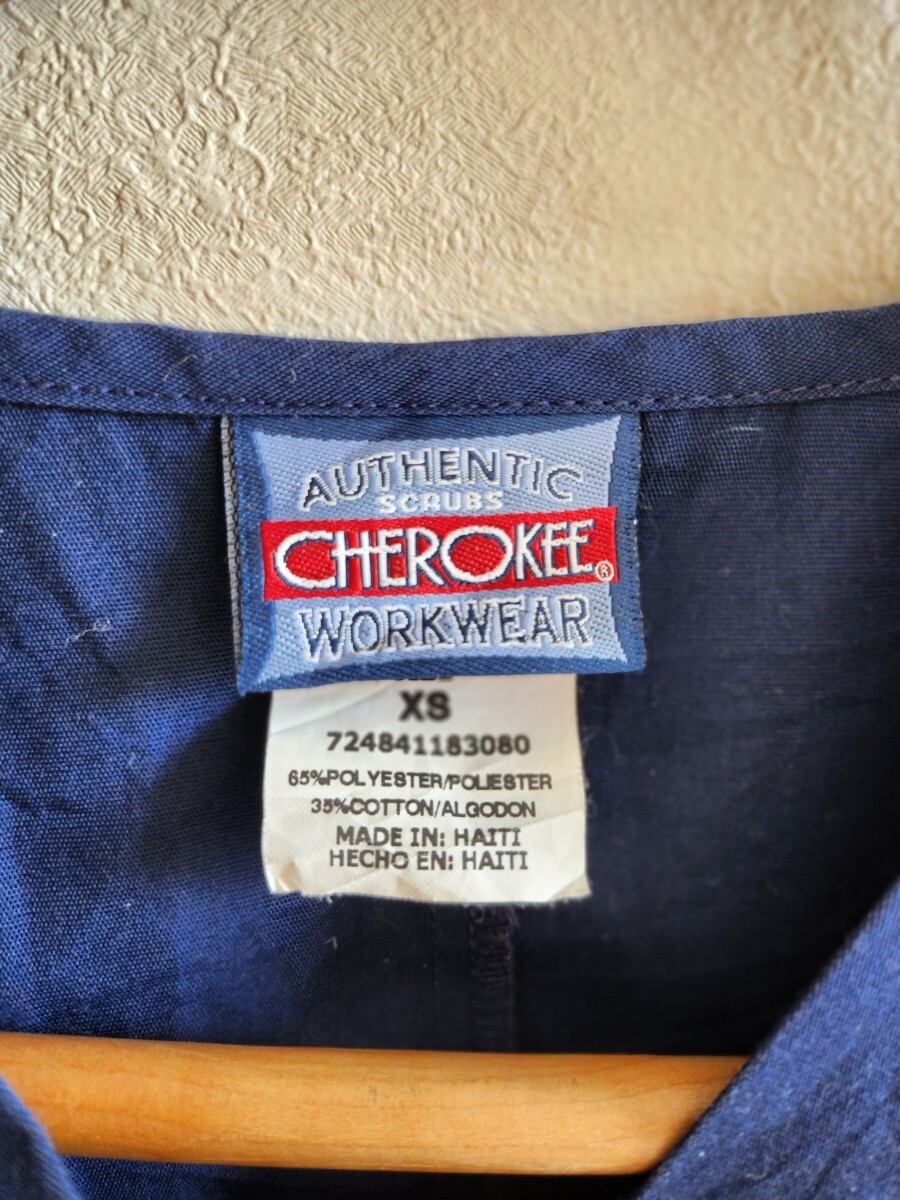 AUTHENTIC
SCRUBS
CHEROKEE®
WORKWEAR
XS
724841183080
65%POLYESTER/POLIESTER
35%COTTON/ALGODON
MADE IN: HAITI
HECHO EN: HAITI